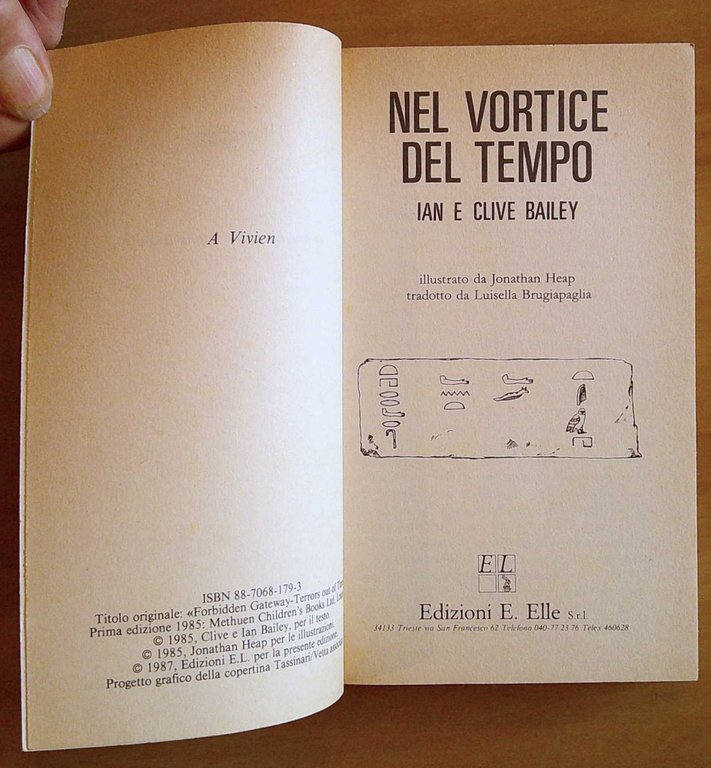 A Vivien
ISBN 88-7068-179-3
Titolo originale: «Forbidden Gateway-Terrors out of
Prima edizione 1985: Methuen Children's Books Ltd,
© 1985, Clive e Ian Bailey, per il testo.
© 1985, Jonathan Heap per le illustrazioni.
© 1987, Edizioni E.L. per la presente edizione.
Progetto grafico della copertina Tassinari/Vetta
NEL VORTICE
DEL TEMPO
IAN E CLIVE BAILEY
illustrato da Jonathan Heap
tradotto da Luisella Brugiapaglia
EL
Edizioni E. Elle S.r.l.
34133 Trieste via San Francesco 62 Telefono 040-77 23 76 Telex 460628